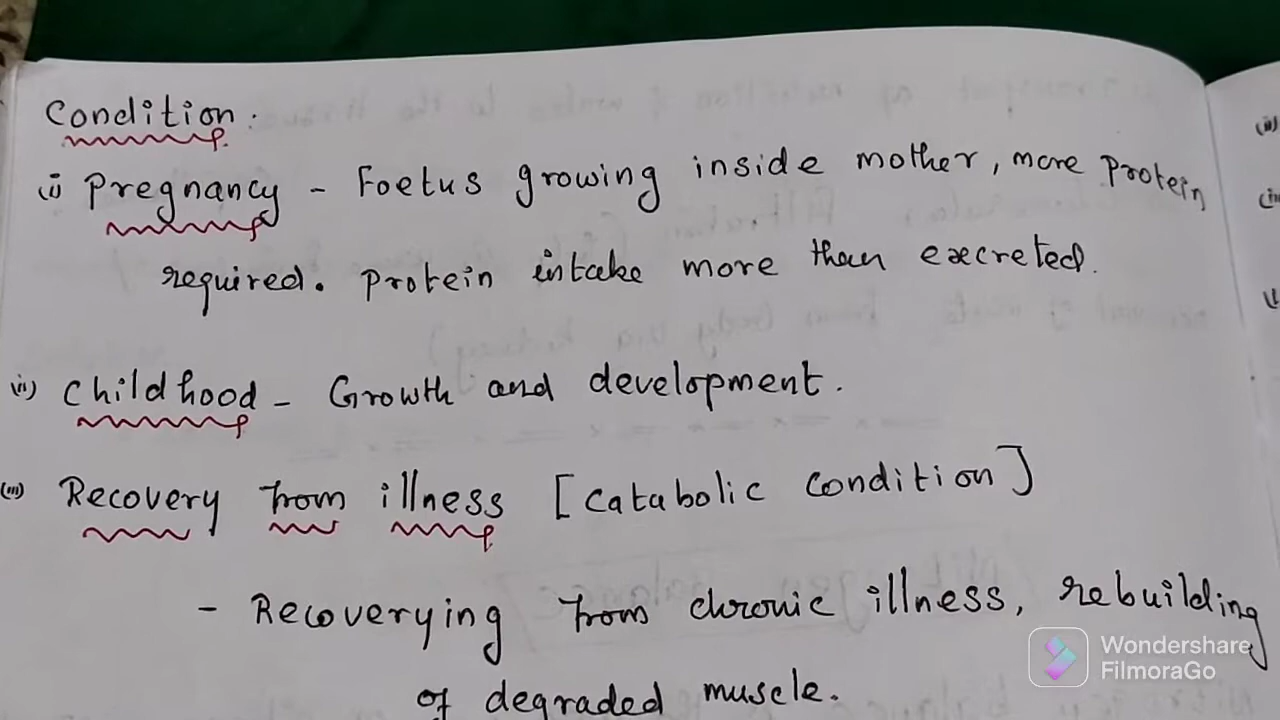 Condition:
(i) Pregnancy - Foetus growing inside mother, more protein
required. Protein intake more than excreted.
(ii) Childhood - Growth and development.
(iii) Recovery from illness [Catabolic condition]
- Recoverying from chronic illness, rebuilding
of degraded muscle.
Wondershare
FilmoraGo